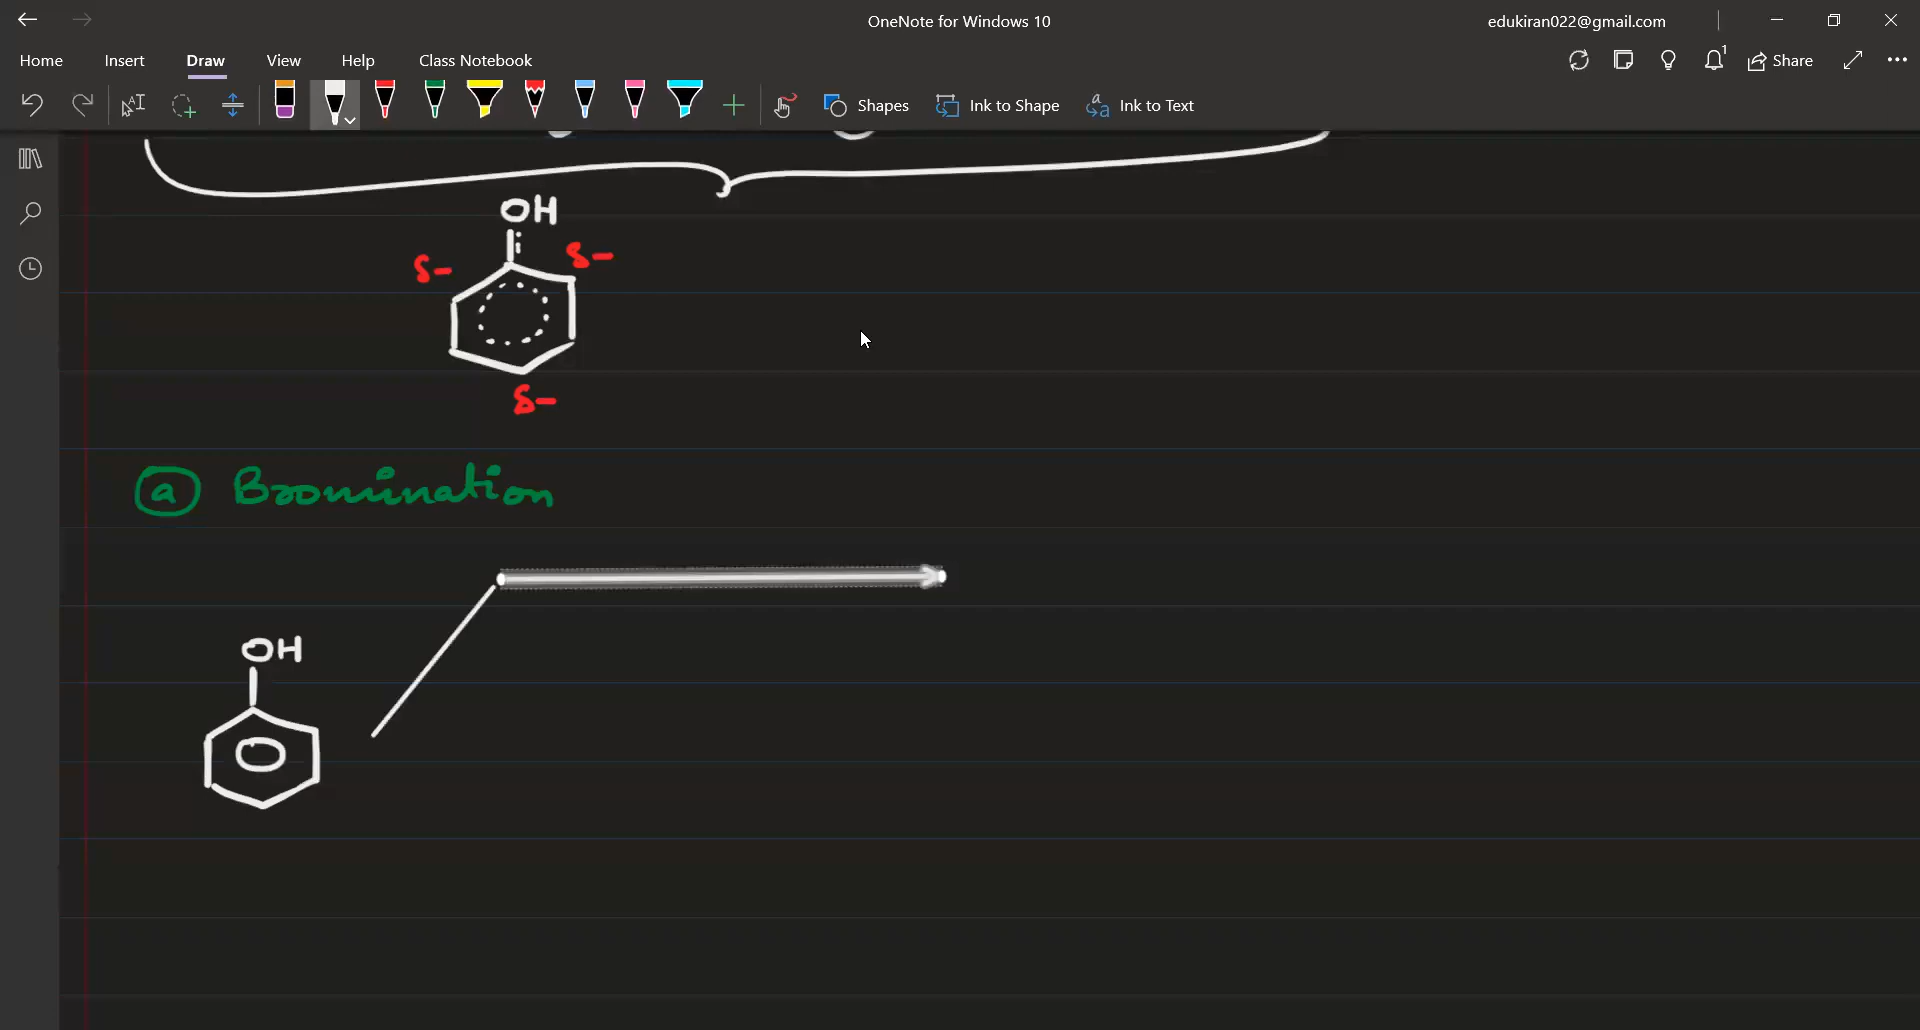 OneNote for Windows 10
edukiran022@gmail.com
Home Insert Draw View Help Class Notebook
1
Share
Shapes Ink to Shape Ink to Text
OH
δ- δ-
δ-
a Bromination
OH